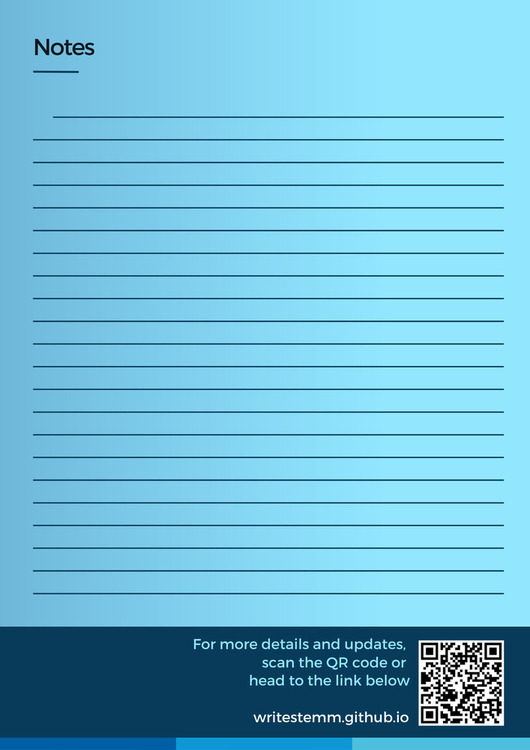 Notes
For more details and updates,
scan the QR code or
head to the link below
writestemm.github.io